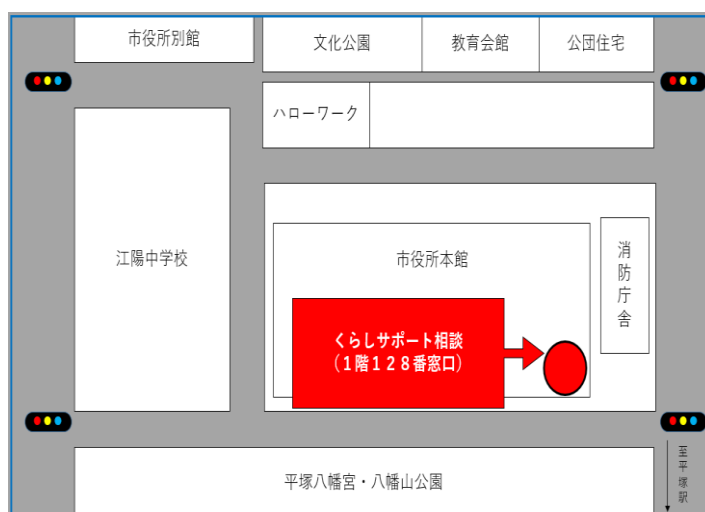 市役所別館
文化公園
教育会館
公団住宅
ハローワーク
江陽中学校
市役所本館
消防庁舎
くらしサポート相談
（１階１２８番窓口）
平塚八幡宮・八幡山公園
至平塚駅